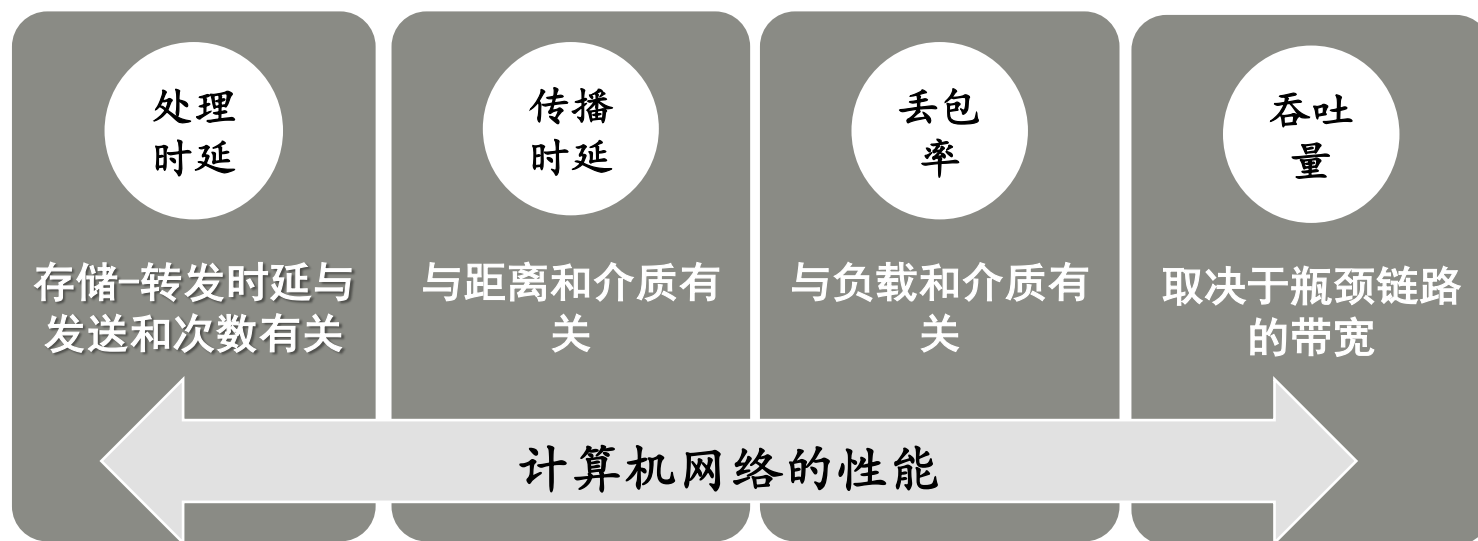 处理
时延
存储-转发时延与
发送和次数有关
传播
时延
与距离和介质有
关
丢包
率
与负载和介质有
关
吞吐
量
取决于瓶颈链路
的带宽
计算机网络的性能